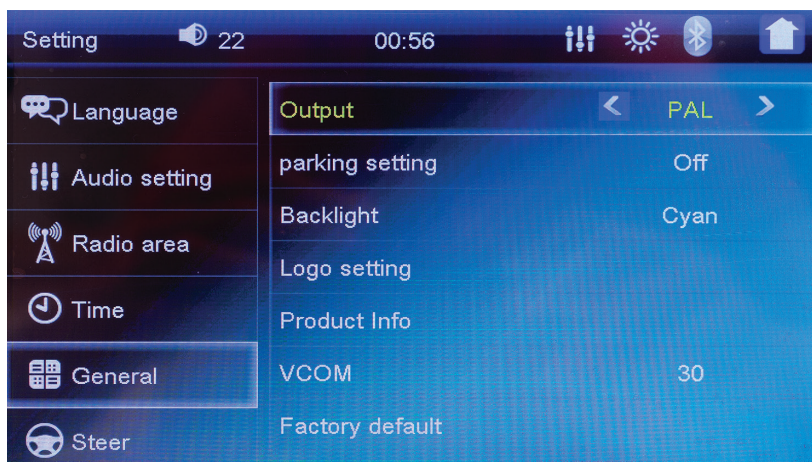 Setting 22 00:56
Language
Audio setting
Radio area
Time
General
Steer
Output PAL
parking setting Off
Backlight Cyan
Logo setting
Product Info
VCOM 30
Factory default